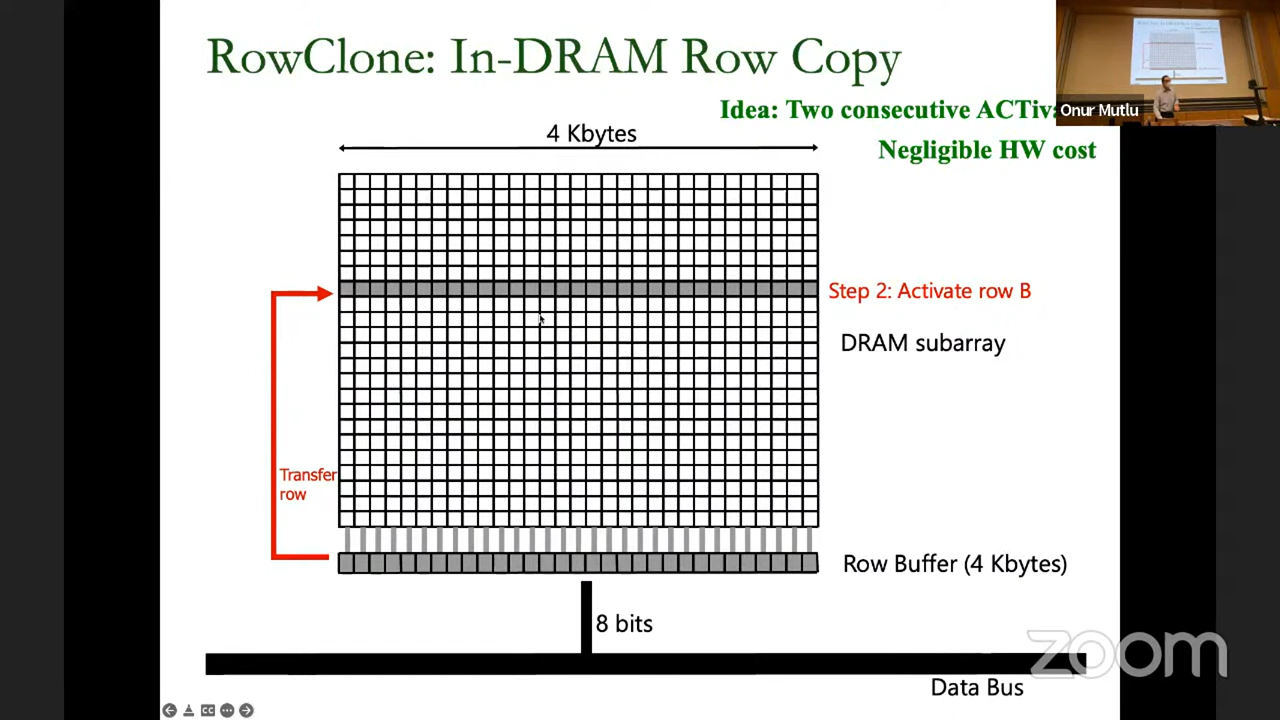 RowClone: In-DRAM Row Copy
Idea: Two consecutive ACTiv
Onur Mutlu
Negligible HW cost
4 Kbytes
Step 2: Activate row B
DRAM subarray
Transfer
row
Row Buffer (4 Kbytes)
8 bits
zoom
Data Bus